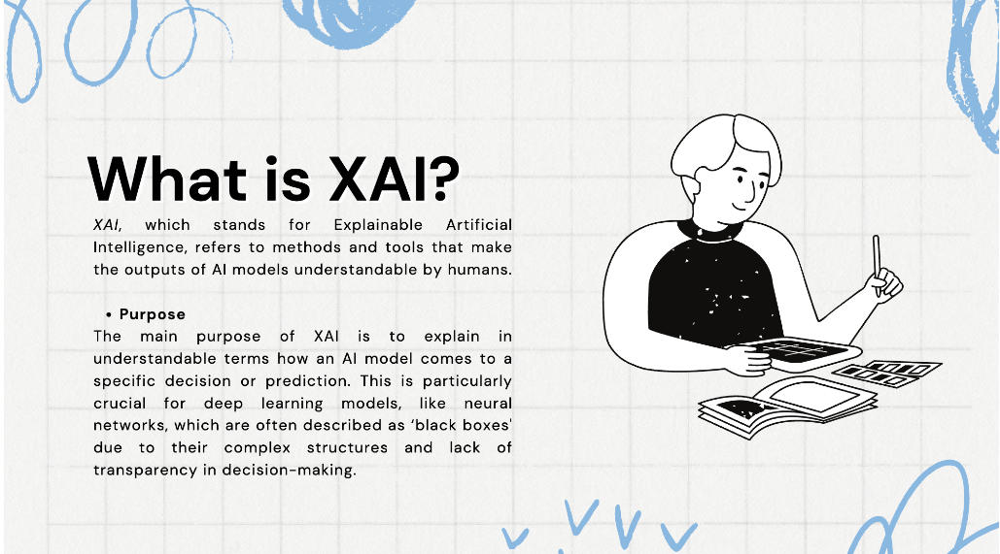 What is XAI?
XAI, which stands for Explainable Artificial
Intelligence, refers to methods and tools that make
the outputs of AI models understandable by humans.
• Purpose
The main purpose of XAI is to explain in
understandable terms how an AI model comes to a
specific decision or prediction. This is particularly
crucial for deep learning models, like neural
networks, which are often described as ‘black boxes'
due to their complex structures and lack of
transparency in decision-making.